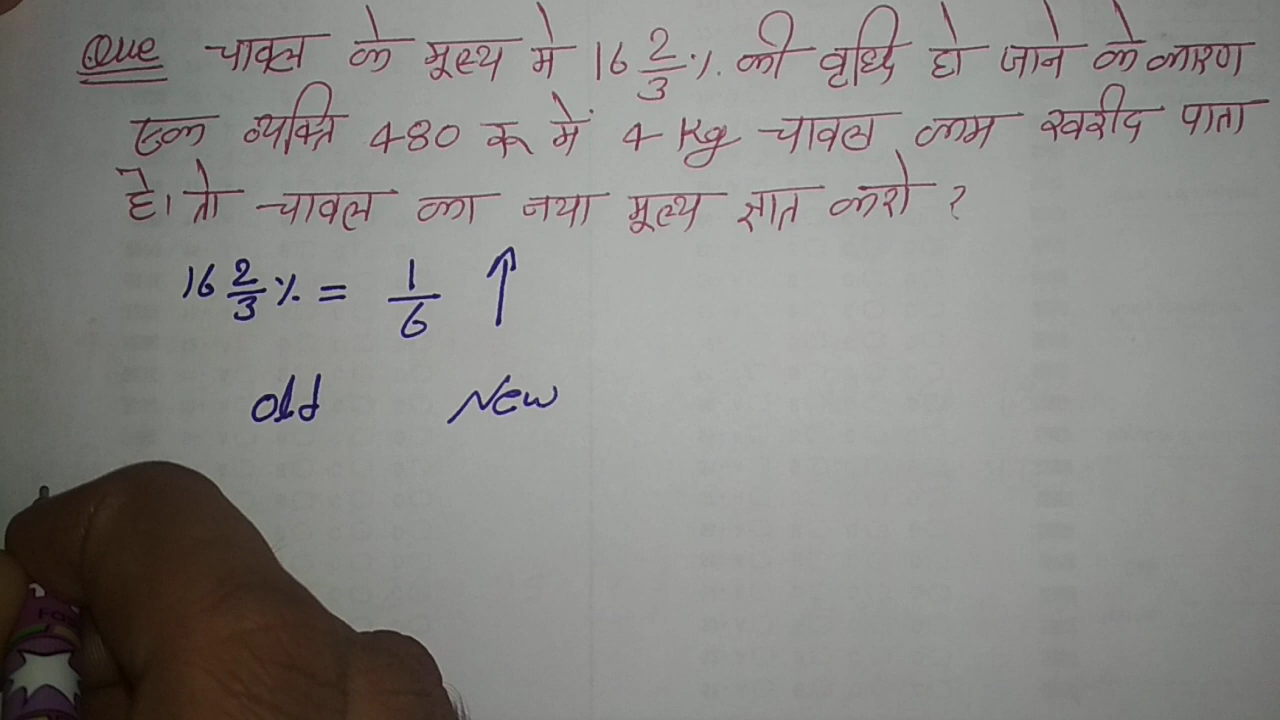 Que चावल के मूल्य में 16 2/3 % की वृद्धि हो जाने के कारण
एक व्यक्ति 480 रू में 4 Kg चावल कम खरीद पाता
है। तो चावल का नया मूल्य ज्ञात करो ?
16 2/3 % = 1/6 ↑
old New